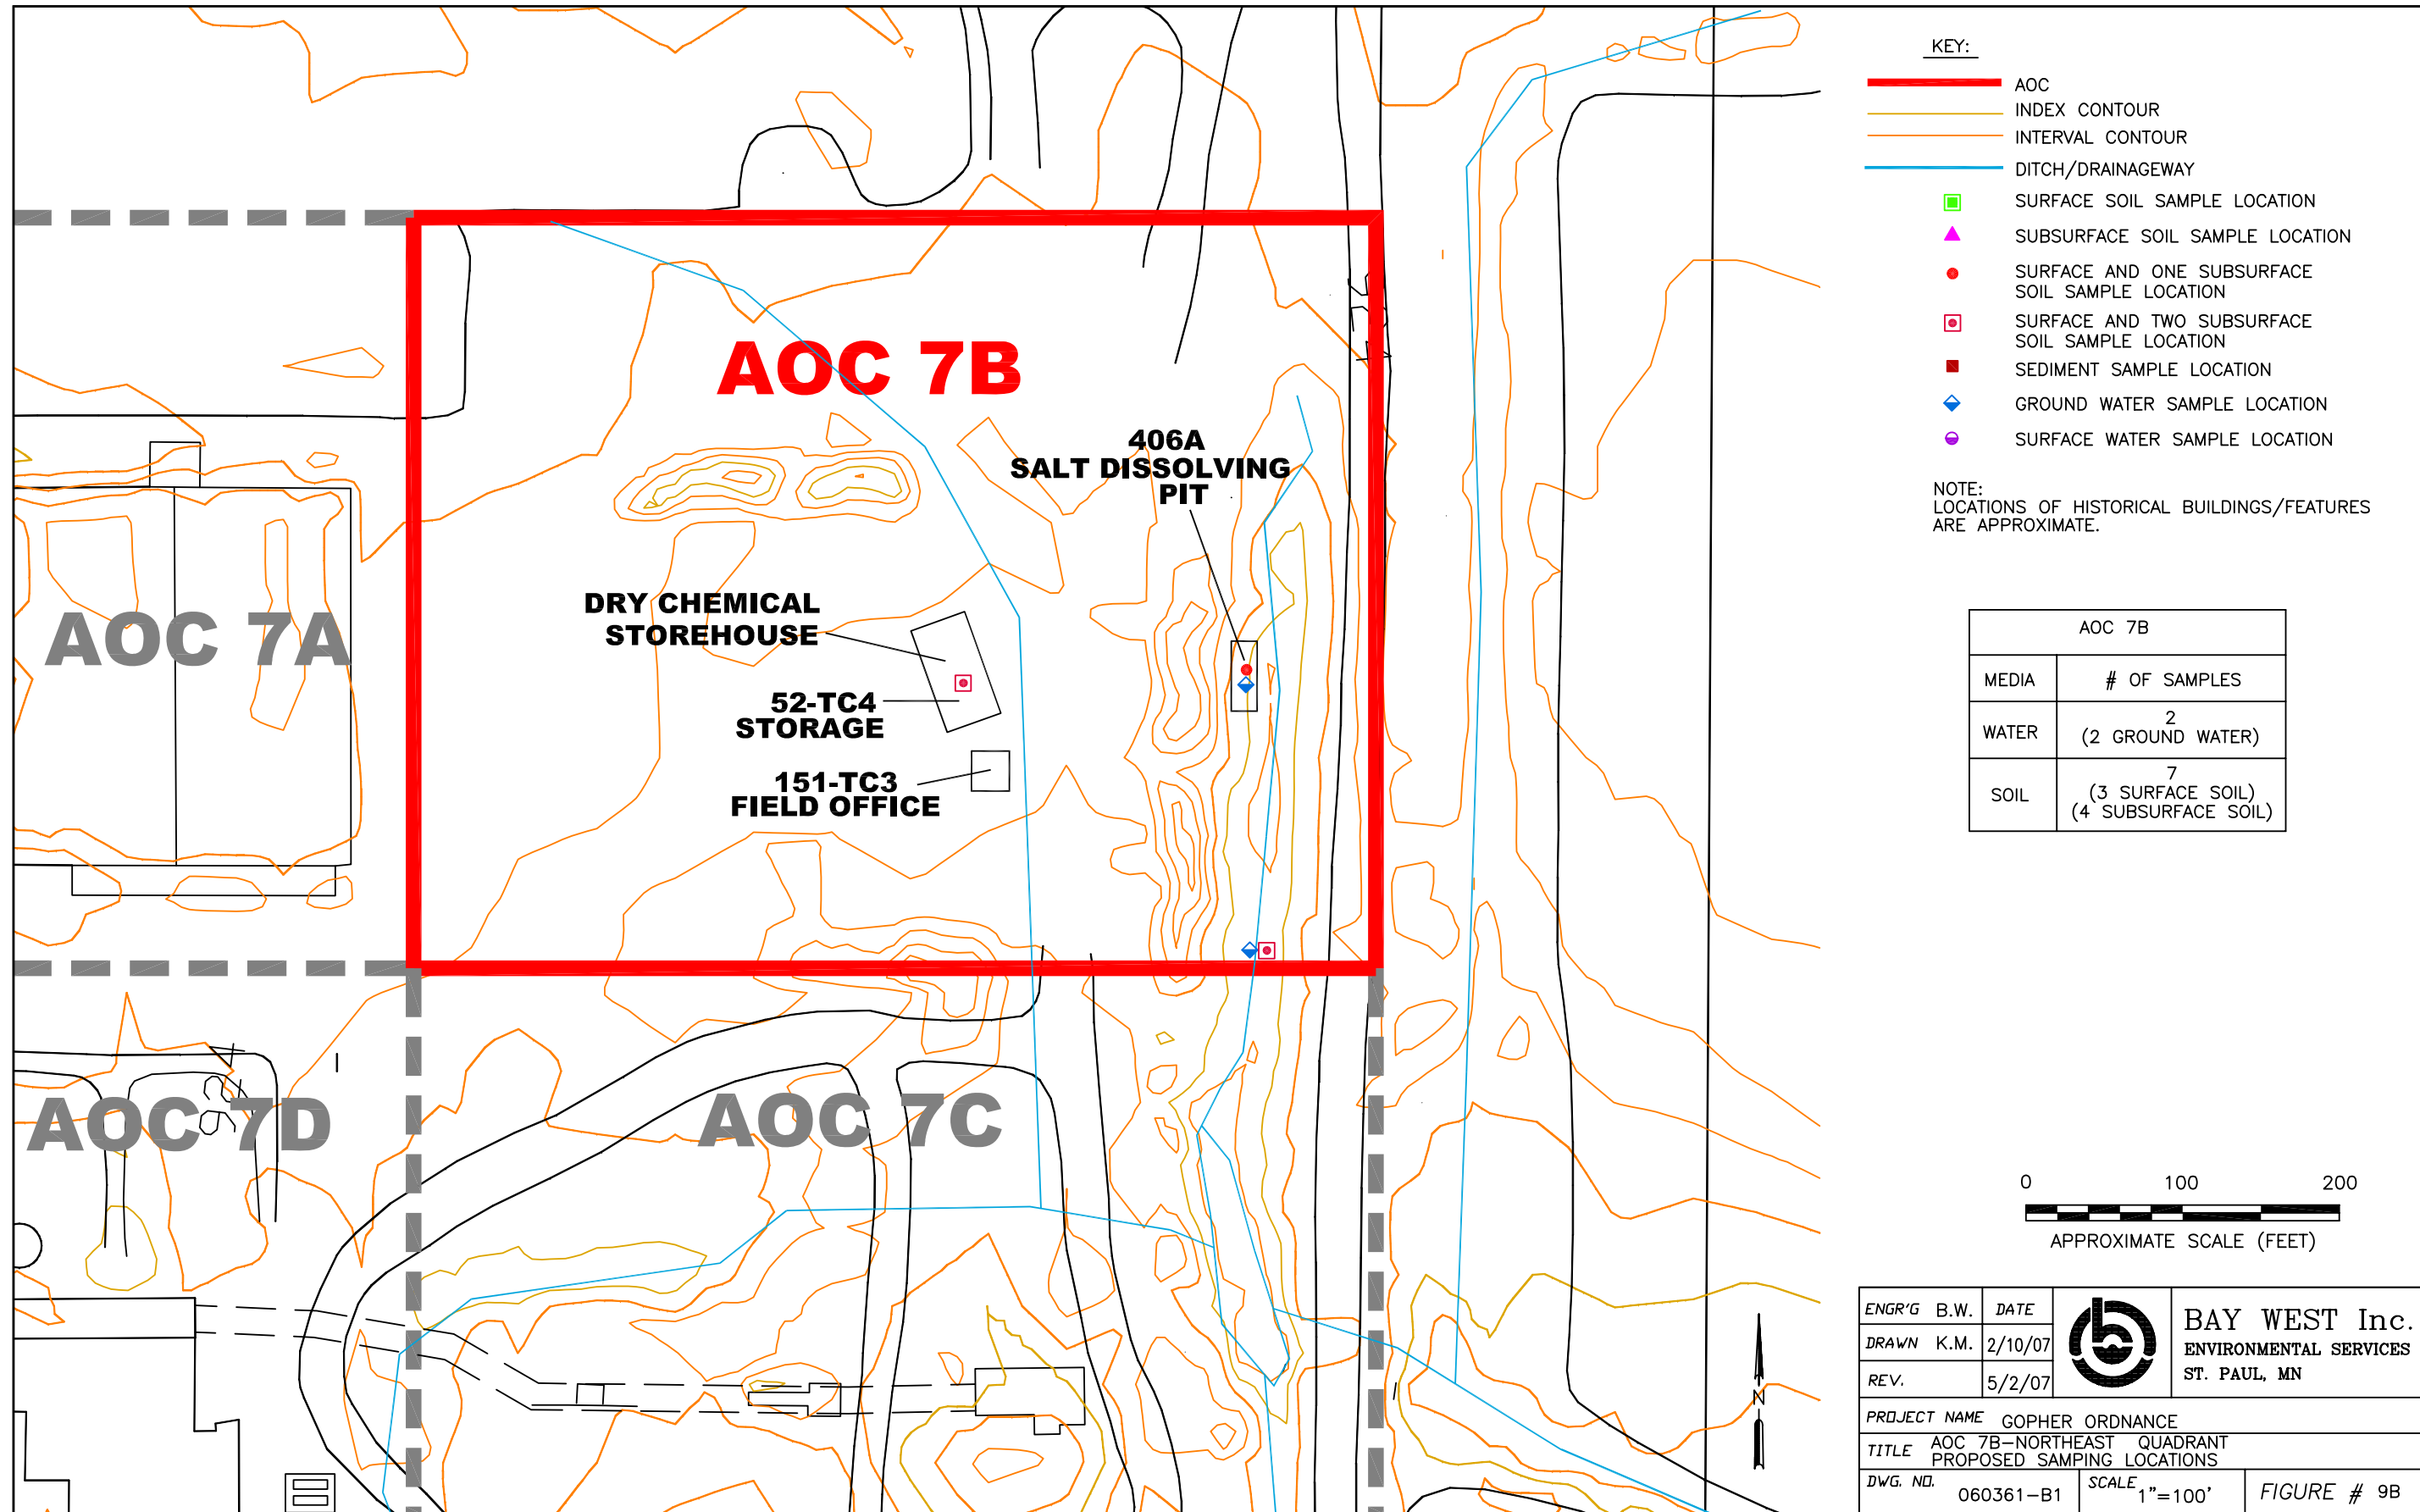 AOC 7B
406A
SALT DISSOLVING
PIT
DRY CHEMICAL
STOREHOUSE
52-TC4
STORAGE
151-TC3
FIELD OFFICE
AOC 7A
AOC 7D
AOC 7C
KEY:
AOC
INDEX CONTOUR
INTERVAL CONTOUR
DITCH/DRAINAGEWAY
SURFACE SOIL SAMPLE LOCATION
SUBSURFACE SOIL SAMPLE LOCATION
SURFACE AND ONE SUBSURFACE
SOIL SAMPLE LOCATION
SURFACE AND TWO SUBSURFACE
SOIL SAMPLE LOCATION
SEDIMENT SAMPLE LOCATION
GROUND WATER SAMPLE LOCATION
SURFACE WATER SAMPLE LOCATION
NOTE:
LOCATIONS OF HISTORICAL BUILDINGS/FEATURES
ARE APPROXIMATE.
AOC 7B
MEDIA # OF SAMPLES
WATER 2
(2 GROUND WATER)
SOIL 7
(3 SURFACE SOIL)
(4 SUBSURFACE SOIL)
0 100 200
APPROXIMATE SCALE (FEET)
N
ENGR'G B.W. DATE
DRAWN K.M. 2/10/07
REV. 5/2/07
BAY WEST Inc.
ENVIRONMENTAL SERVICES
ST. PAUL, MN
PROJECT NAME GOPHER ORDNANCE
TITLE AOC 7B-NORTHEAST QUADRANT
PROPOSED SAMPING LOCATIONS
DWG. NO. 060361-B1
SCALE 1"=100'
FIGURE # 9B